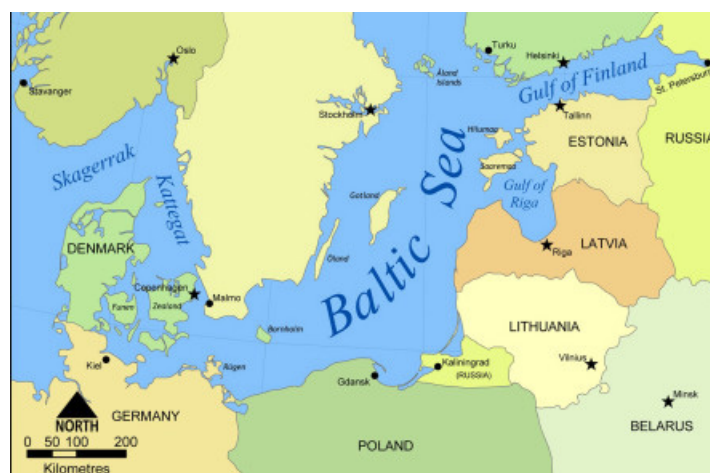 Oslo
Turku
Helsinki
Stavanger
Åland
Islands
Gulf of Finland
St. Petersburg
Stockholm
Tallinn
Hiiumaa
ESTONIA
RUSSIA
Skagerrak
Kattegat
Saaremaa
Gulf of
Riga
Gotland
Baltic Sea
DENMARK
Öland
Riga
LATVIA
Copenhagen
Malmo
Funen
Zealand
Bornholm
LITHUANIA
Kiel
Rügen
Kaliningrad
(RUSSIA)
Vilnius
Gdansk
Minsk
NORTH
GERMANY
POLAND
BELARUS
0 50 100 200
Kilometres